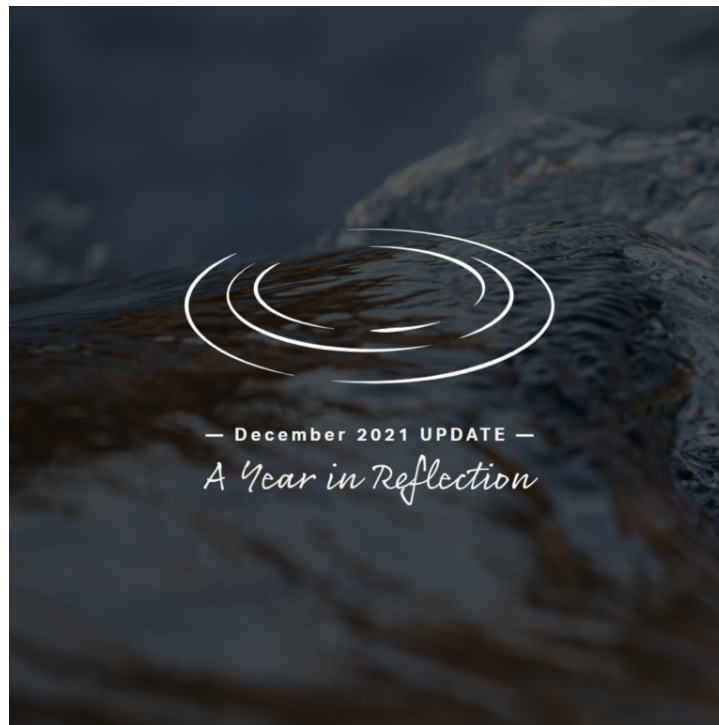 — December 2021 UPDATE —
A Year in Reflection